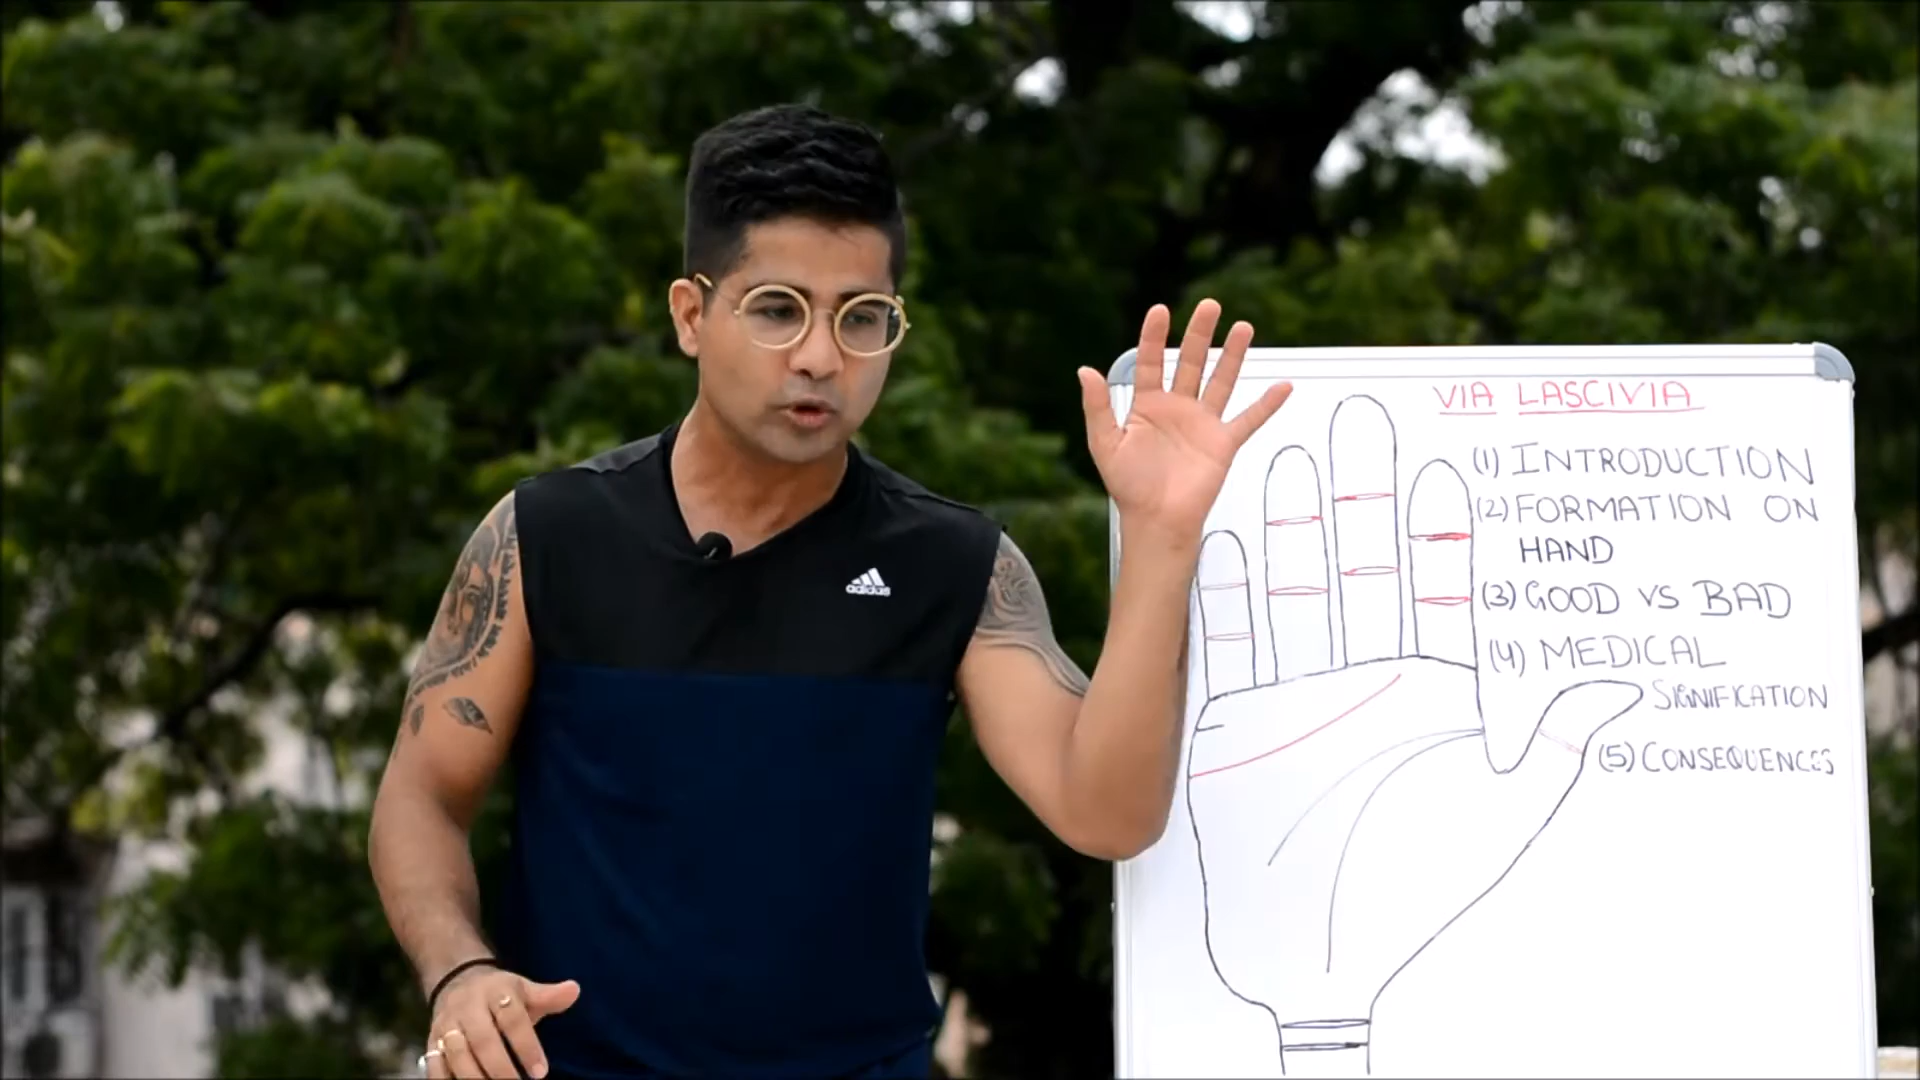 VIA LASCIVIA
(1) INTRODUCTION
(2) FORMATION ON
HAND
(3) GOOD VS BAD
(4) MEDICAL
SIGNIFICATION
(5) CONSEQUENCES
adidas